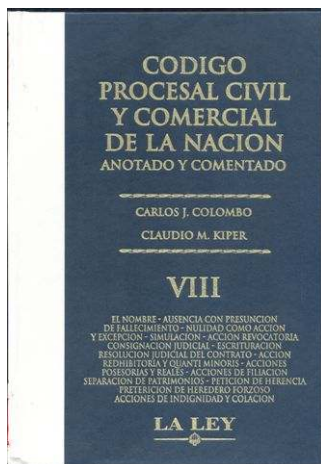 CODIGO
PROCESAL CIVIL
Y COMERCIAL
DE LA NACION
ANOTADO Y COMENTADO
CARLOS J. COLOMBO
CLAUDIO M. KIPER
VIII
EL NOMBRE - AUSENCIA CON PRESUNCION
DE FALLECIMIENTO - NULIDAD COMO ACCION
Y EXCEPCION - SIMULACION - ACCION REVOCATORIA
CONSIGNACION JUDICIAL - ESCRITURACION
RESOLUCION JUDICIAL DEL CONTRATO - ACCION
REDHIBITORIA Y QUANTI MINORIS - ACCIONES
POSESORIAS Y REALES - ACCIONES DE FILIACION
SEPARACION DE PATRIMONIOS - PETICION DE HERENCIA
PRETERICION DE HEREDERO FORZOSO
ACCIONES DE INDIGNIDAD Y COLACION
LA LEY